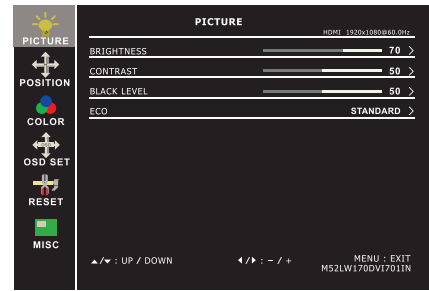 PICTURE
HDMI 1920x1080@60.0Hz
PICTURE
POSITION
COLOR
OSD SET
RESET
MISC
BRIGHTNESS 70 >
CONTRAST 50 >
BLACK LEVEL 50 >
ECO STANDARD >
▲/▼ : UP / DOWN ◀/▶ : - / + MENU : EXIT
M52LW170DVI701IN